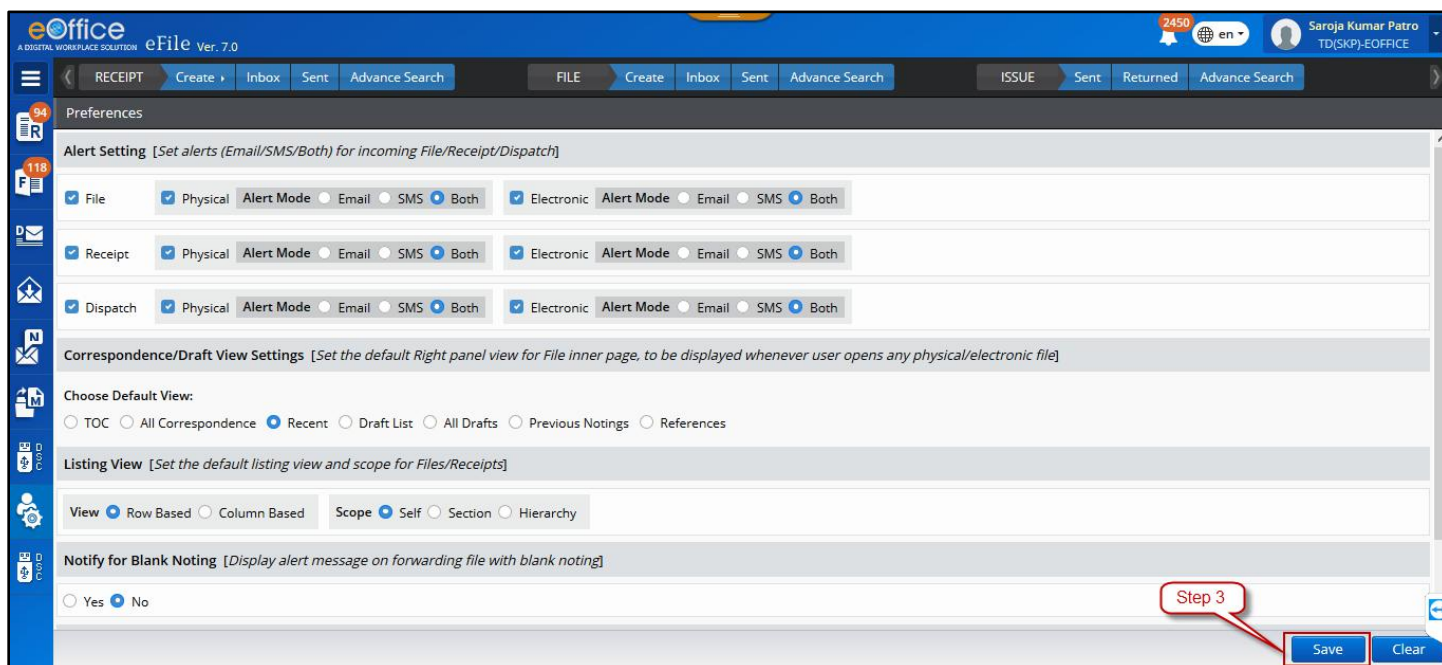 eOffice
A DIGITAL WORKPLACE SOLUTION eFile Ver. 7.0
2450
en
Saroja Kumar Patro
TD(SKP)-EOFFICE
RECEIPT Create Inbox Sent Advance Search FILE Create Inbox Sent Advance Search ISSUE Sent Returned Advance Search
94
R
Preferences
Alert Setting [Set alerts (Email/SMS/Both) for incoming File/Receipt/Dispatch]
118
F
File Physical Alert Mode Email SMS Both Electronic Alert Mode Email SMS Both
D
Receipt Physical Alert Mode Email SMS Both Electronic Alert Mode Email SMS Both
Dispatch Physical Alert Mode Email SMS Both Electronic Alert Mode Email SMS Both
N
Correspondence/Draft View Settings [Set the default Right panel view for File inner page, to be displayed whenever user opens any physical/electronic file]
M
Choose Default View:
TOC All Correspondence Recent Draft List All Drafts Previous Notings References
DSC
Listing View [Set the default listing view and scope for Files/Receipts]
View Row Based Column Based Scope Self Section Hierarchy
DSC
Notify for Blank Noting [Display alert message on forwarding file with blank noting]
Yes No
Step 3
Save Clear